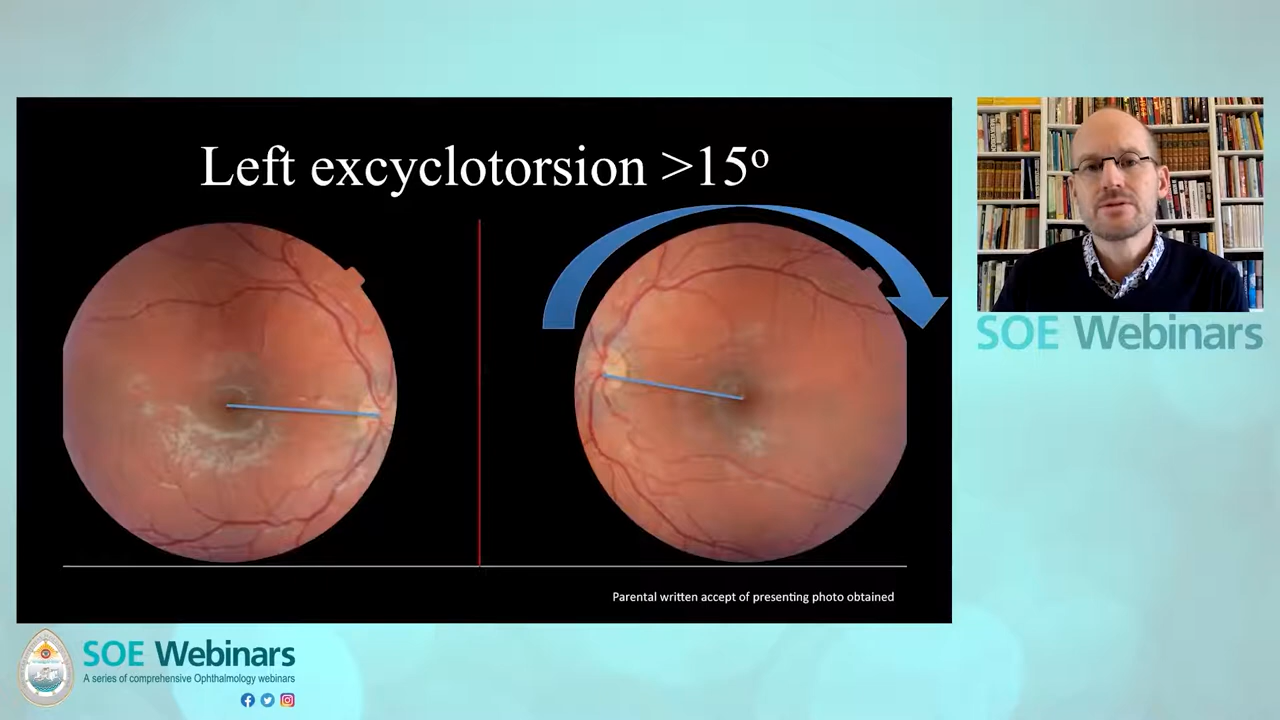 Left excyclotorsion >15º
Parental written accept of presenting photo obtained
SOE Webinars
SOE Webinars
A series of comprehensive Ophthalmology webinars